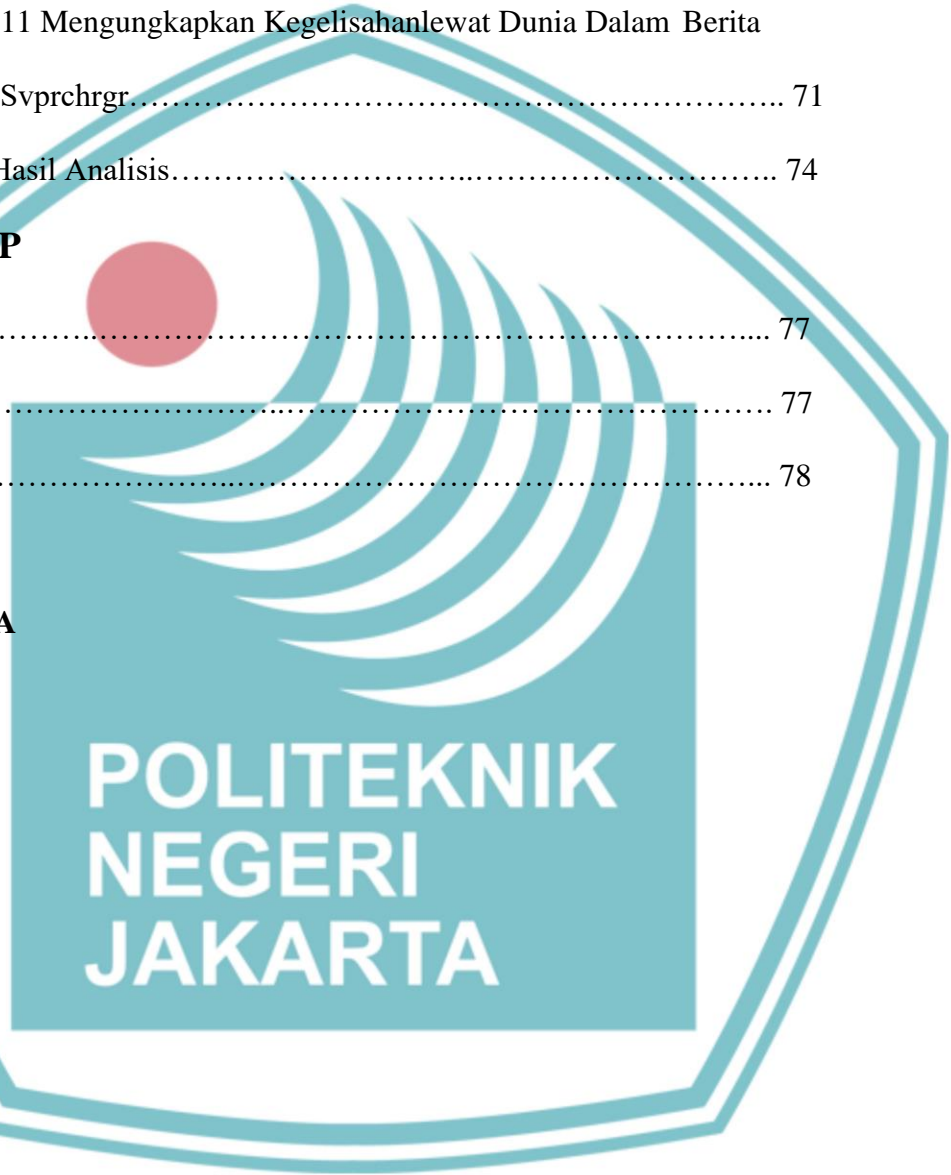 11 Mengungkapkan Kegelisahanlewat Dunia Dalam Berita
Svprchrgr…………………………………………………………….. 71
Hasil Analisis………………………...……………………….. 74
P
………..…………………………………………………….... 77
………………………..……………………………………. 77
…………………...………………………………………... 78
A
POLITEKNIK
NEGERI
JAKARTA